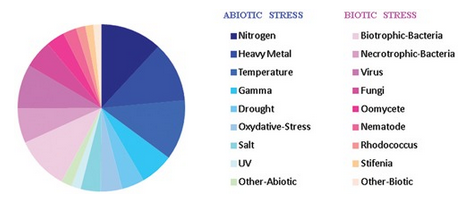 ABIOTIC STRESS
Nitrogen
Heavy Metal
Temperature
Gamma
Drought
Oxydative-Stress
Salt
UV
Other-Abiotic
BIOTIC STRESS
Biotrophic-Bacteria
Necrotrophic-Bacteria
Virus
Fungi
Oomycete
Nematode
Rhodococcus
Stifenia
Other-Biotic